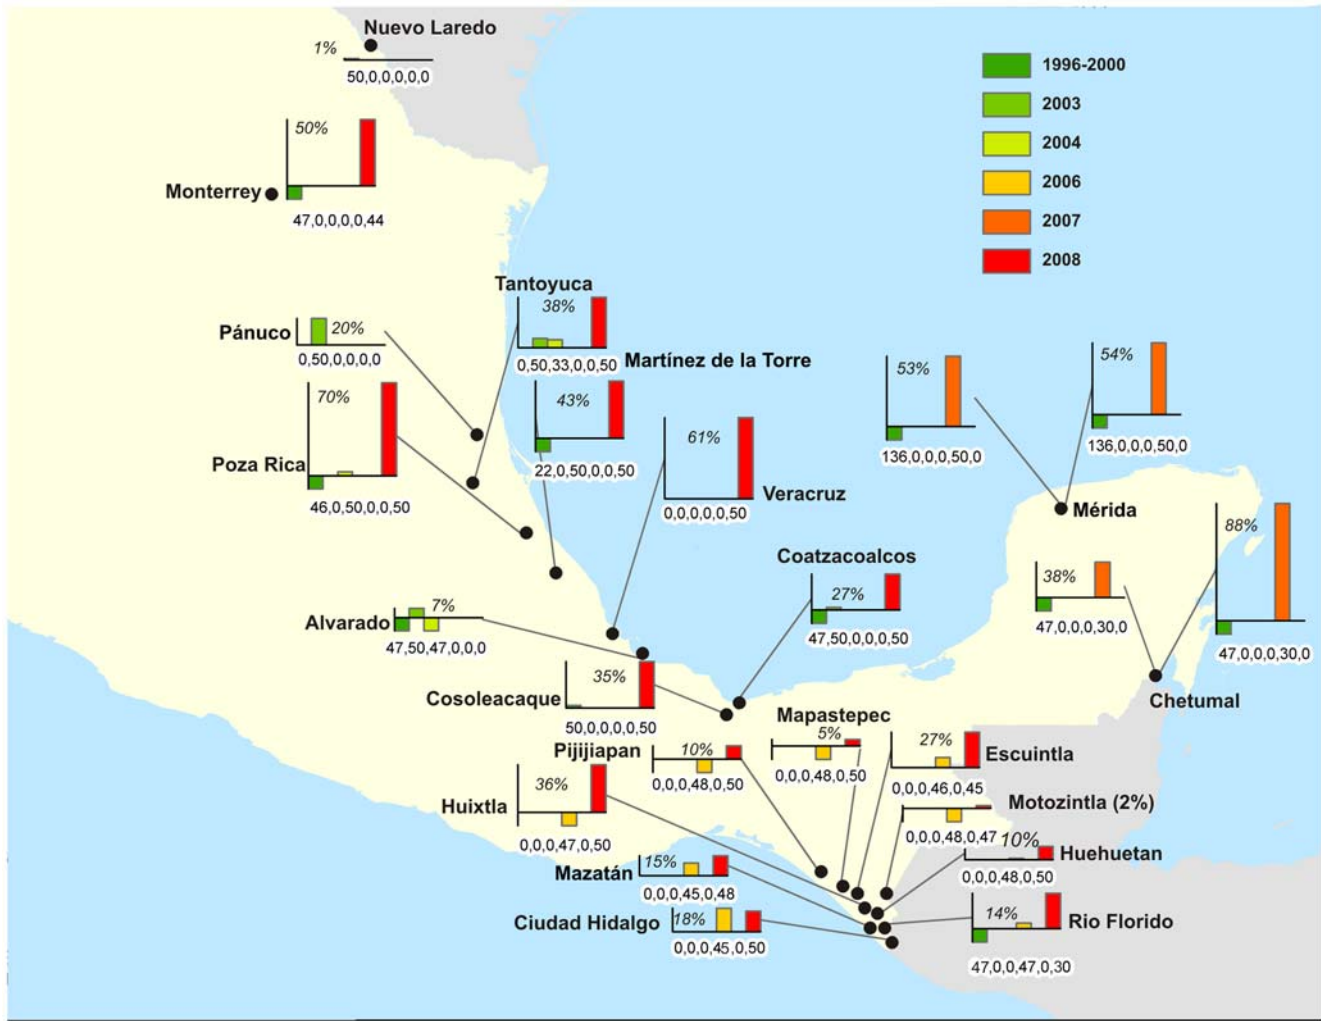 Nuevo Laredo
1%
50,0,0,0,0,0
1996-2000
2003
2004
2006
2007
2008
50%
Monterrey
47,0,0,0,0,44
Tantoyuca
38%
0,50,33,0,0,50
Pánuco
20%
0,50,0,0,0,0
Martínez de la Torre
43%
22,0,50,0,0,50
70%
Poza Rica
46,0,50,0,0,50
61%
Veracruz
0,0,0,0,0,50
53%
136,0,0,0,50,0
54%
136,0,0,0,50,0
Mérida
88%
47,0,0,0,30,0
38%
47,0,0,0,30,0
Chetumal
Coatzacoalcos
27%
47,50,0,0,0,50
7%
Alvarado
47,50,47,0,0,0
35%
Cosoleacaque
50,0,0,0,0,50
Mapastepec
5%
0,0,0,48,0,50
Pijijiapan
10%
0,0,0,48,0,50
27%
Escuintla
0,0,0,46,0,45
36%
Huixtla
0,0,0,47,0,50
Motozintla (2%)
0,0,0,48,0,47
10%
Huehuetan
0,0,0,48,0,50
15%
Mazatán
0,0,0,45,0,48
18%
Ciudad Hidalgo
0,0,0,45,0,50
14%
Rio Florido
47,0,0,47,0,30